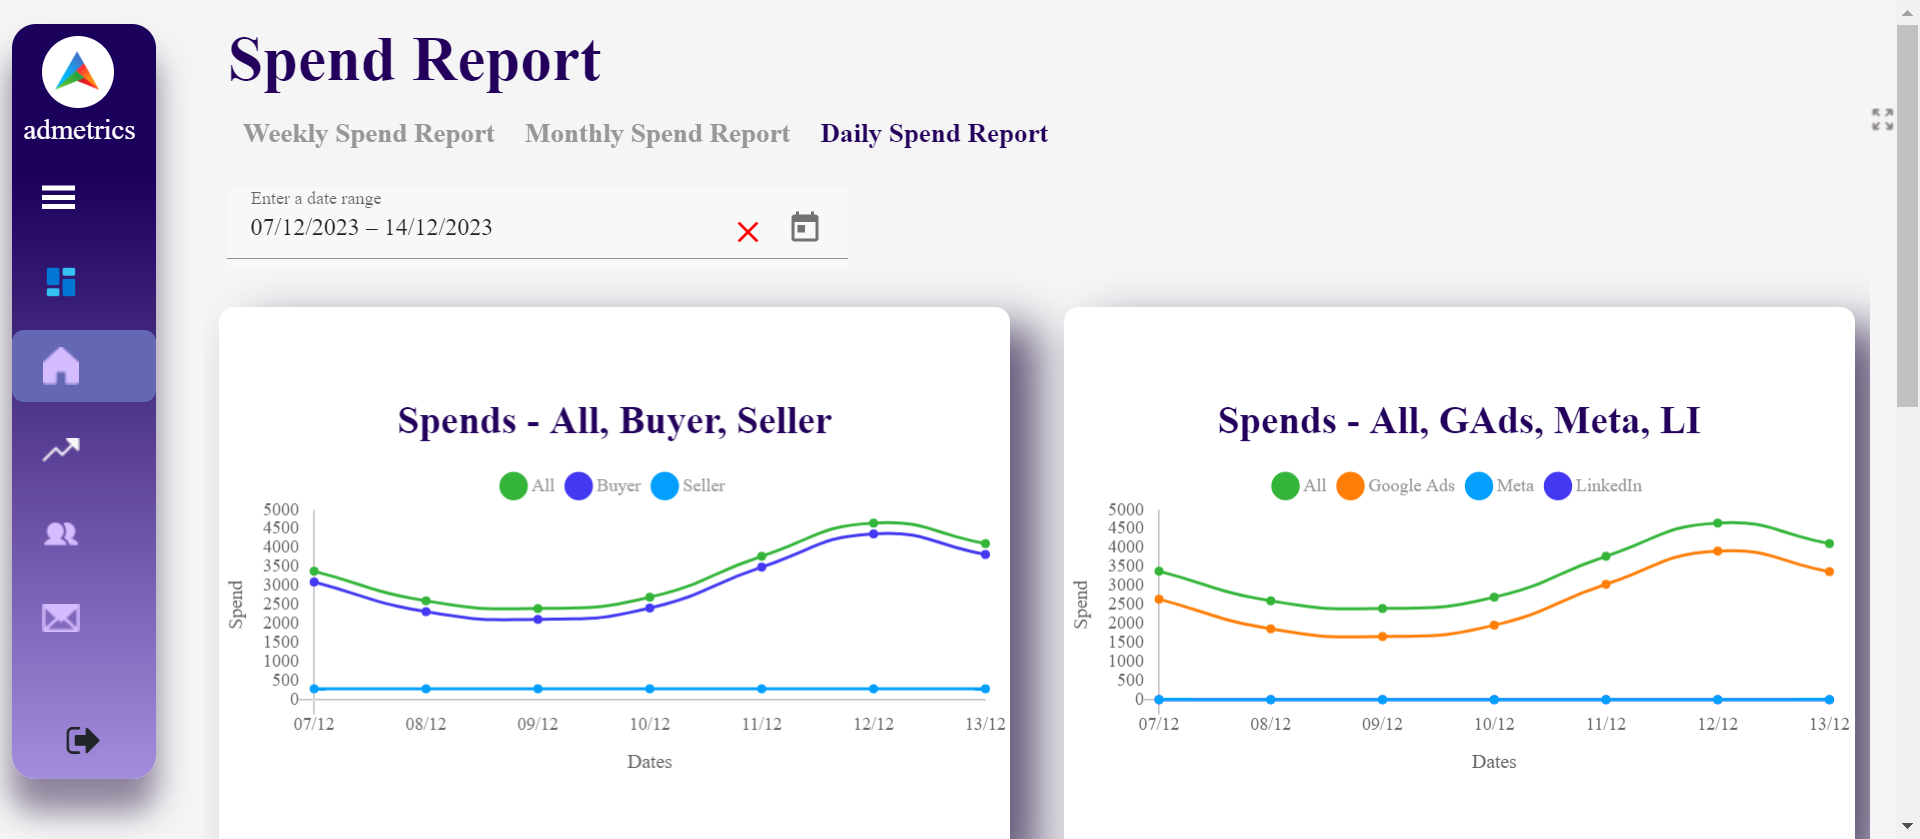 admetrics
Spend Report
Weekly Spend Report Monthly Spend Report Daily Spend Report
Enter a date range
07/12/2023 – 14/12/2023
Spends - All, Buyer, Seller
All Buyer Seller
5000
4500
4000
3500
3000
2500
2000
1500
1000
500
0
Spend
07/12 08/12 09/12 10/12 11/12 12/12 13/12
Dates
Spends - All, GAds, Meta, LI
All Google Ads Meta LinkedIn
5000
4500
4000
3500
3000
2500
2000
1500
1000
500
0
Spend
07/12 08/12 09/12 10/12 11/12 12/12 13/12
Dates